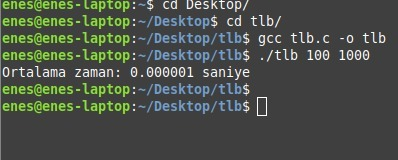 enes@enes-laptop:~$ cd Desktop/
enes@enes-laptop:~/Desktop$ cd tlb/
enes@enes-laptop:~/Desktop/tlb$ gcc tlb.c -o tlb
enes@enes-laptop:~/Desktop/tlb$ ./tlb 100 1000
Ortalama zaman: 0.000001 saniye
enes@enes-laptop:~/Desktop/tlb$
enes@enes-laptop:~/Desktop/tlb$